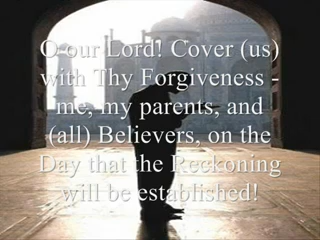 O our Lord! Cover (us)
with Thy Forgiveness -
me, my parents, and
(all) Believers, on the
Day that the Reckoning
will be established!